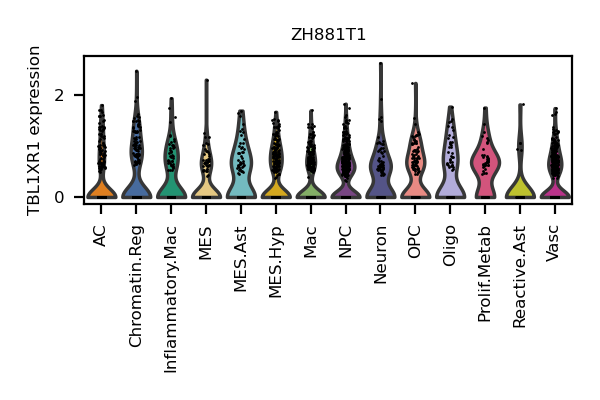 ZH881T1
TBL1XR1 expression
2
0
AC
Chromatin.Reg
Inflammatory.Mac
MES
MES.Ast
MES.Hyp
Mac
NPC
Neuron
OPC
Oligo
Prolif.Metab
Reactive.Ast
Vasc